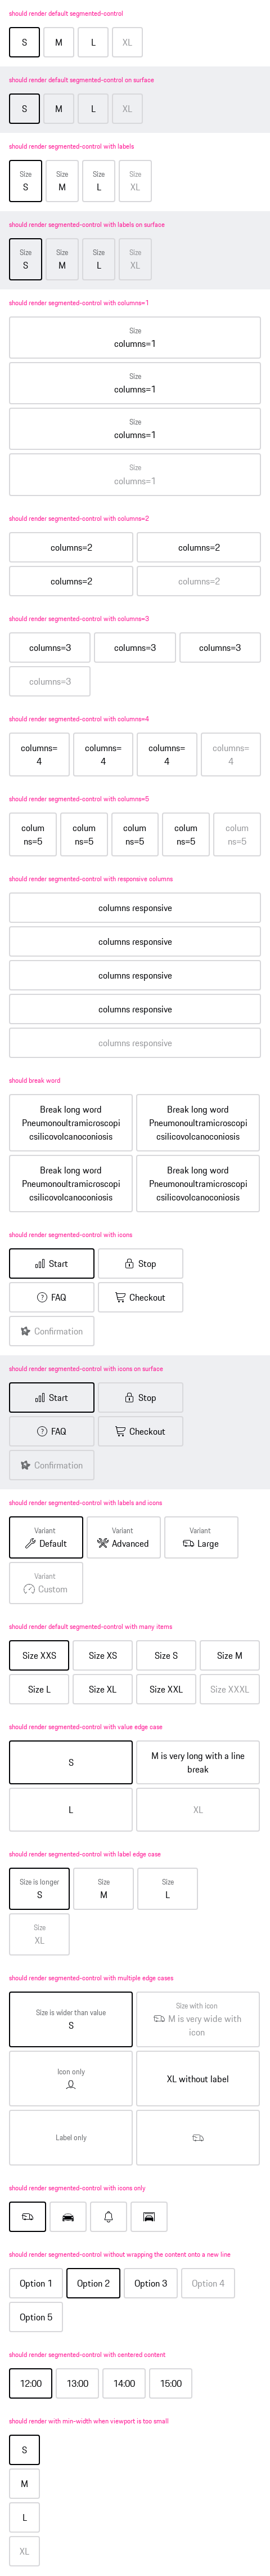 should render default segmented-control
S M L XL
should render default segmented-control on surface
S M L XL
should render segmented-control with labels
Size Size Size Size
S M L XL
should render segmented-control with labels on surface
Size Size Size Size
S M L XL
should render segmented-control with columns=1
Size
columns=1
Size
columns=1
Size
columns=1
Size
columns=1
should render segmented-control with columns=2
columns=2 columns=2
columns=2 columns=2
should render segmented-control with columns=3
columns=3 columns=3 columns=3
columns=3
should render segmented-control with columns=4
columns= columns= columns= columns=
4 4 4 4
should render segmented-control with columns=5
colum colum colum colum colum
ns=5 ns=5 ns=5 ns=5 ns=5
should render segmented-control with responsive columns
columns responsive
columns responsive
columns responsive
columns responsive
columns responsive
should break word
Break long word Break long word
Pneumonoultramicroscopi Pneumonoultramicroscopi
csilicovolcanoconiosis csilicovolcanoconiosis
Break long word Break long word
Pneumonoultramicroscopi Pneumonoultramicroscopi
csilicovolcanoconiosis csilicovolcanoconiosis
should render segmented-control with icons
Start Stop
FAQ Checkout
Confirmation
should render segmented-control with icons on surface
Start Stop
FAQ Checkout
Confirmation
should render segmented-control with labels and icons
Variant Variant Variant
Default Advanced Large
Variant
Custom
should render default segmented-control with many items
Size XXS Size XS Size S Size M
Size L Size XL Size XXL Size XXXL
should render segmented-control with value edge case
S M is very long with a line
break
L XL
should render segmented-control with label edge case
Size is longer Size Size
S M L
Size
XL
should render segmented-control with multiple edge cases
Size is wider than value Size with icon
S M is very wide with
icon
Icon only XL without label
Label only
should render segmented-control with icons only
should render segmented-control without wrapping the content onto a new line
Option 1 Option 2 Option 3 Option 4
Option 5
should render segmented-control with centered content
12:00 13:00 14:00 15:00
should render with min-width when viewport is too small
S
M
L
XL